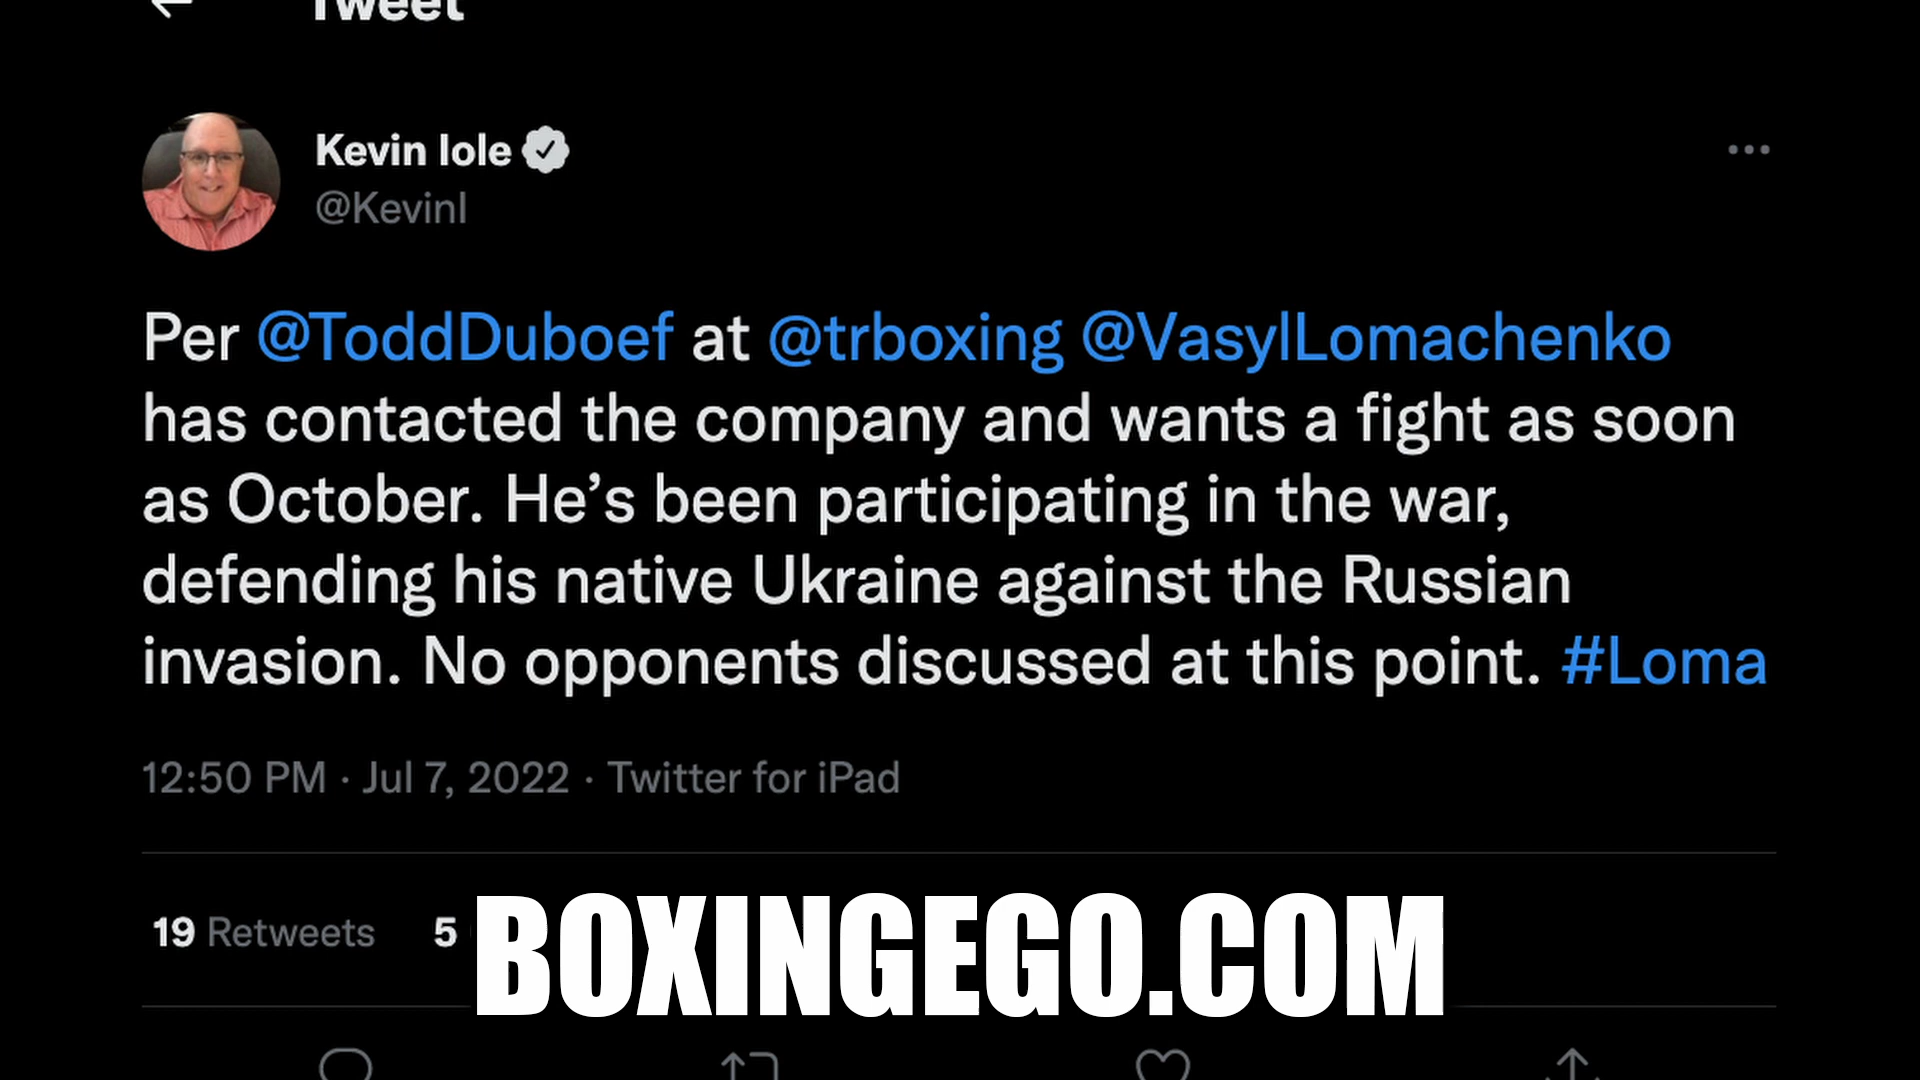 Tweet
Kevin Iole
@KevinI
Per @ToddDuboef at @trboxing @VasylLomachenko
has contacted the company and wants a fight as soon
as October. He’s been participating in the war,
defending his native Ukraine against the Russian
invasion. No opponents discussed at this point. #Loma
12:50 PM · Jul 7, 2022 · Twitter for iPad
19 Retweets 5
BOXINGEGO.COM